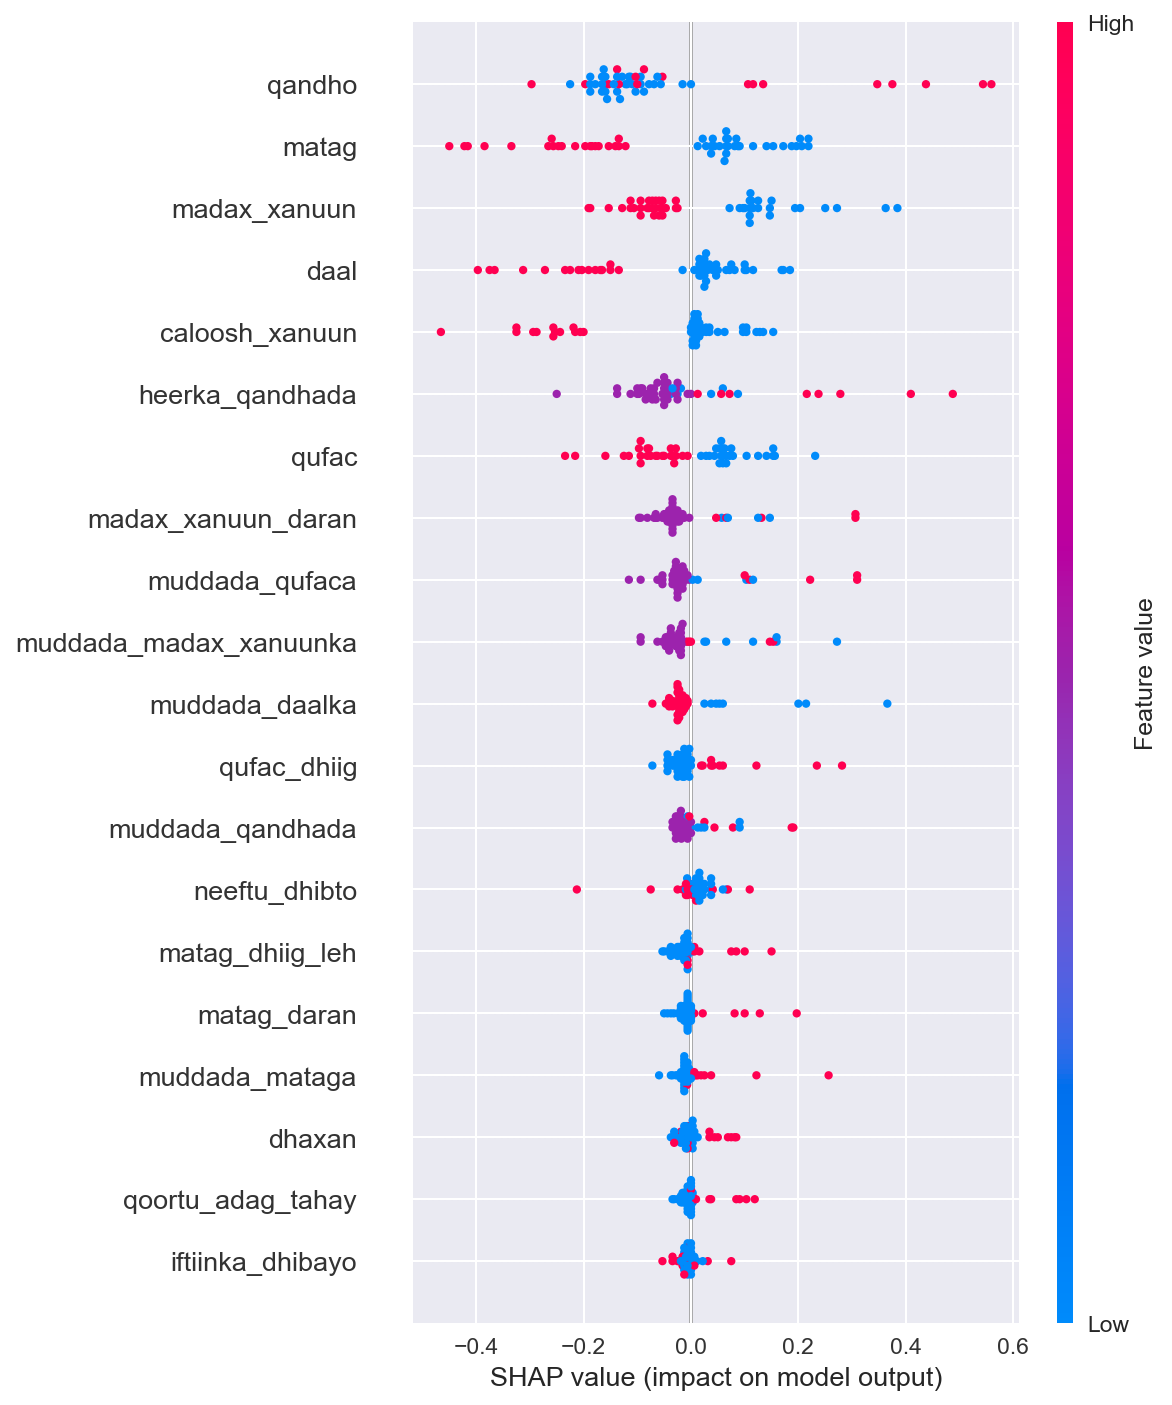 High
qandho
matag
madax_xanuun
daal
caloosh_xanuun
heerka_qandhada
qufac
madax_xanuun_daran
muddada_qufaca
muddada_madax_xanuunka
muddada_daalka
qufac_dhiig
muddada_qandhada
neeftu_dhibto
matag_dhiig_leh
matag_daran
muddada_mataga
dhaxan
qoortu_adag_tahay
iftiinka_dhibayo
Feature value
Low
−0.4 −0.2 0.0 0.2 0.4 0.6
SHAP value (impact on model output)